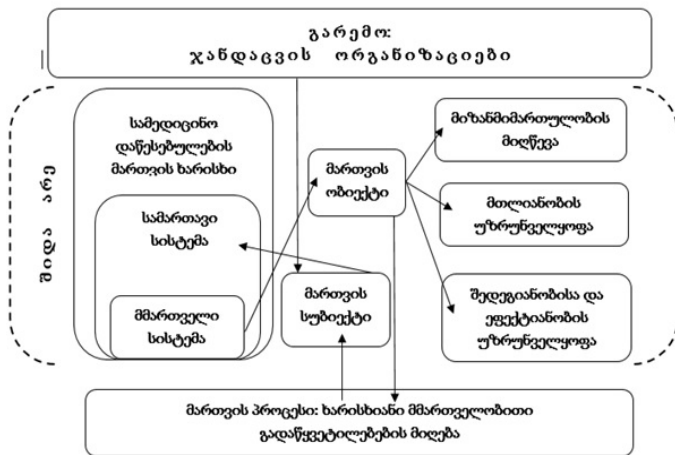 გარემო:
ჯანდაცვის ორგანიზაციები
შიდა არე
სამედიცინო
დაწესებულების
მართვის ხარისხი
სამართავი
სისტემა
მმართველი
სისტემა
მართვის
ობიექტი
მართვის
სუბიექტი
მიზანმიმართულობის
მიღწევა
მთლიანობის
უზრუნველყოფა
შედეგიანობისა და
ეფექტიანობის
უზრუნველყოფა
მართვის პროცესი: ხარისხიანი მმართველობითი
გადაწყვეტილებების მიღება